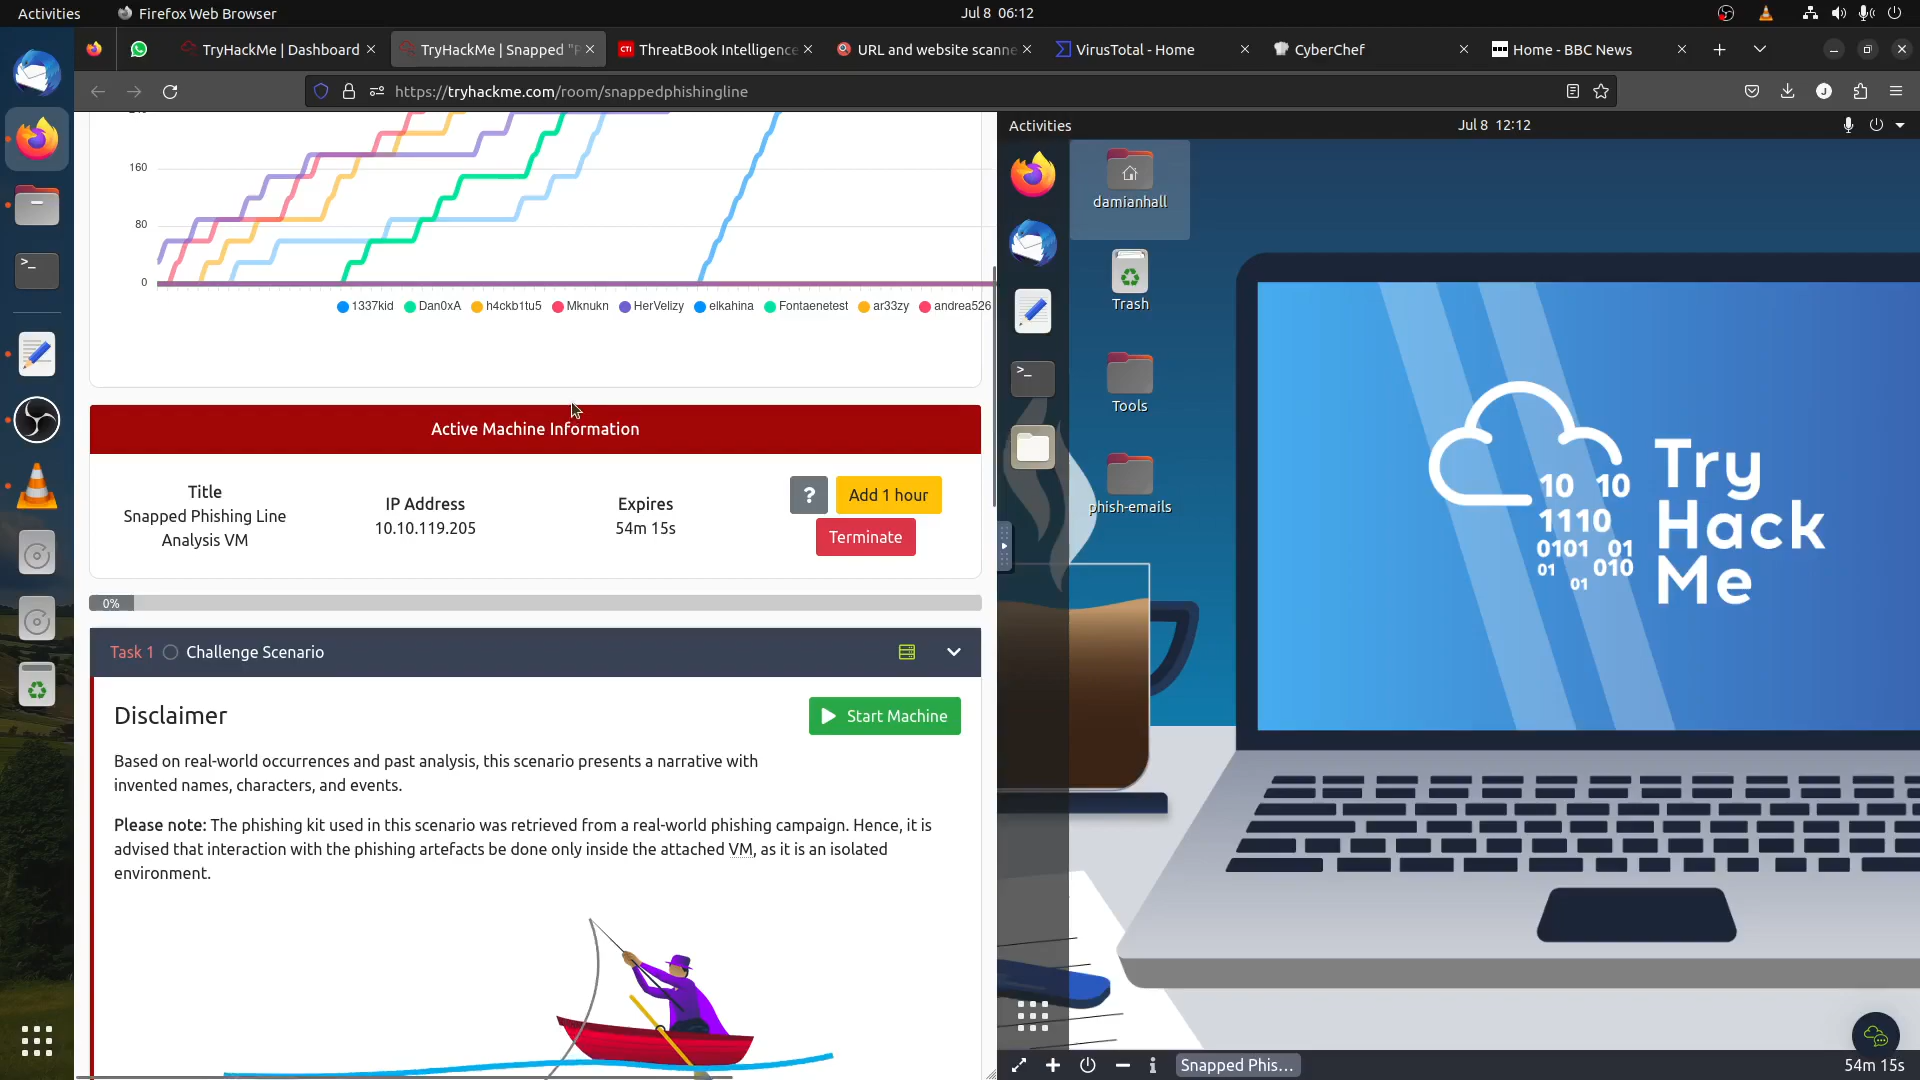 Activities
Firefox Web Browser
Jul 8 06:12
TryHackMe | Dashboard
TryHackMe | Snapped "P
ThreatBook Intelligence
URL and website scanne
VirusTotal - Home
CyberChef
Home - BBC News
https://tryhackme.com/room/snappedphishingline
160
80
0
1337kid
Dan0xA
h4ckb1tu5
Mknukn
HerVelizy
elkahina
Fontaenetest
ar33zy
andrea526
Active Machine Information
Title
Snapped Phishing Line
Analysis VM
IP Address
10.10.119.205
Expires
54m 15s
?
Add 1 hour
Terminate
0%
Task 1
Challenge Scenario
Disclaimer
Start Machine
Based on real-world occurrences and past analysis, this scenario presents a narrative with
invented names, characters, and events.
Please note: The phishing kit used in this scenario was retrieved from a real-world phishing campaign. Hence, it is
advised that interaction with the phishing artefacts be done only inside the attached VM, as it is an isolated
environment.
Activities
Jul 8 12:12
damianhall
Trash
Tools
phish-emails
10 10
1110
0101 01
01 010
01
Try
Hack
Me
Snapped Phis...
54m 15s